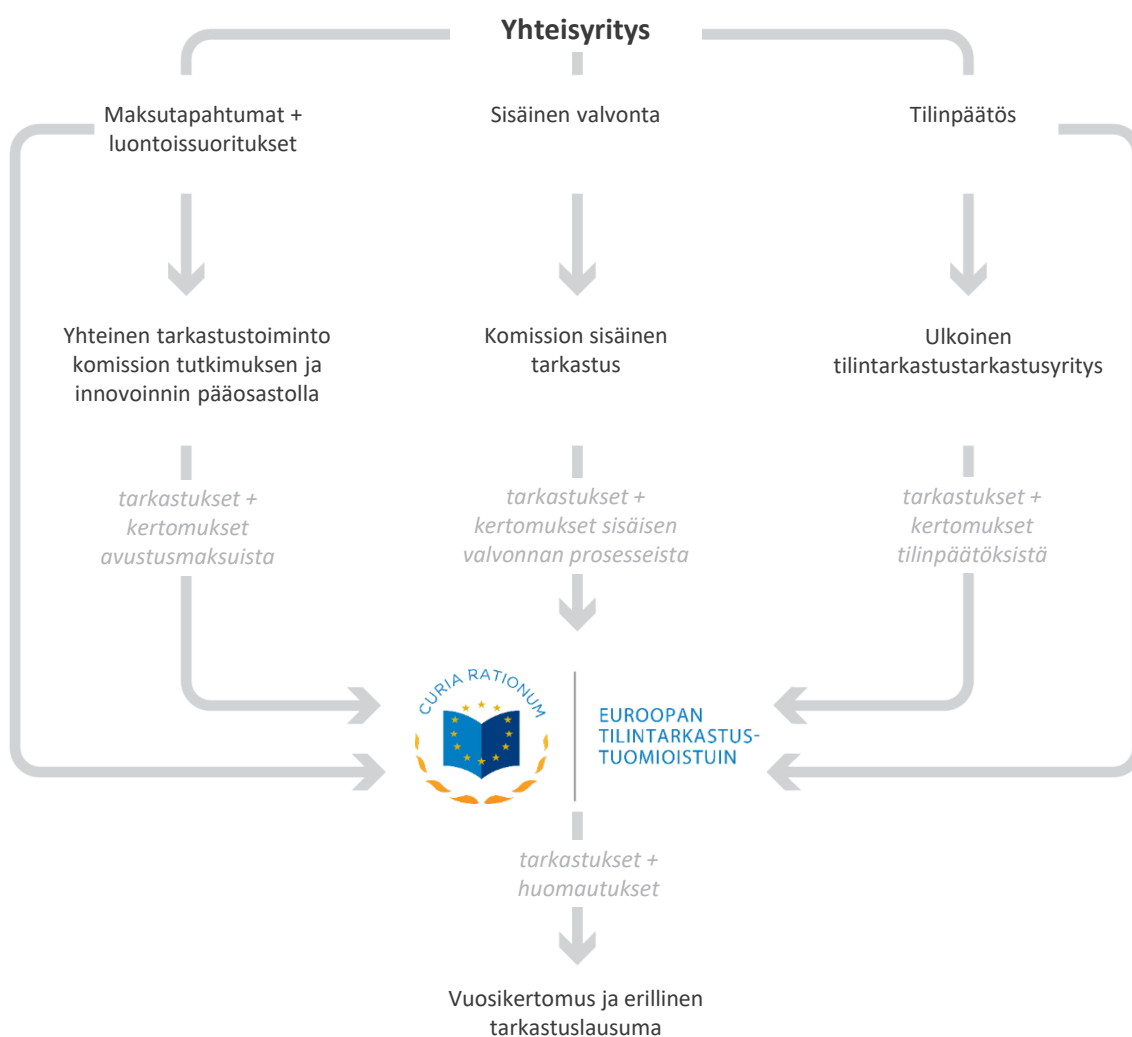 Yhteisyritys
Maksutapahtumat +
luontoissuoritukset
Sisäinen valvonta
Tilinpäätös
Yhteinen tarkastustoiminto
komission tutkimuksen ja
innovoinnin pääosastolla
Komission sisäinen
tarkastus
Ulkoinen
tilintarkastustarkastusyritys
tarkastukset +
kertomukset
avustusmaksuista
tarkastukset +
kertomukset sisäisen
valvonnan prosesseista
tarkastukset +
kertomukset
tilinpäätöksistä
CURIA RATIONUM
EUROOPAN
TILINTARKASTUS-
TUOMIOISTUIN
tarkastukset +
huomautukset
Vuosikertomus ja erillinen
tarkastuslausuma